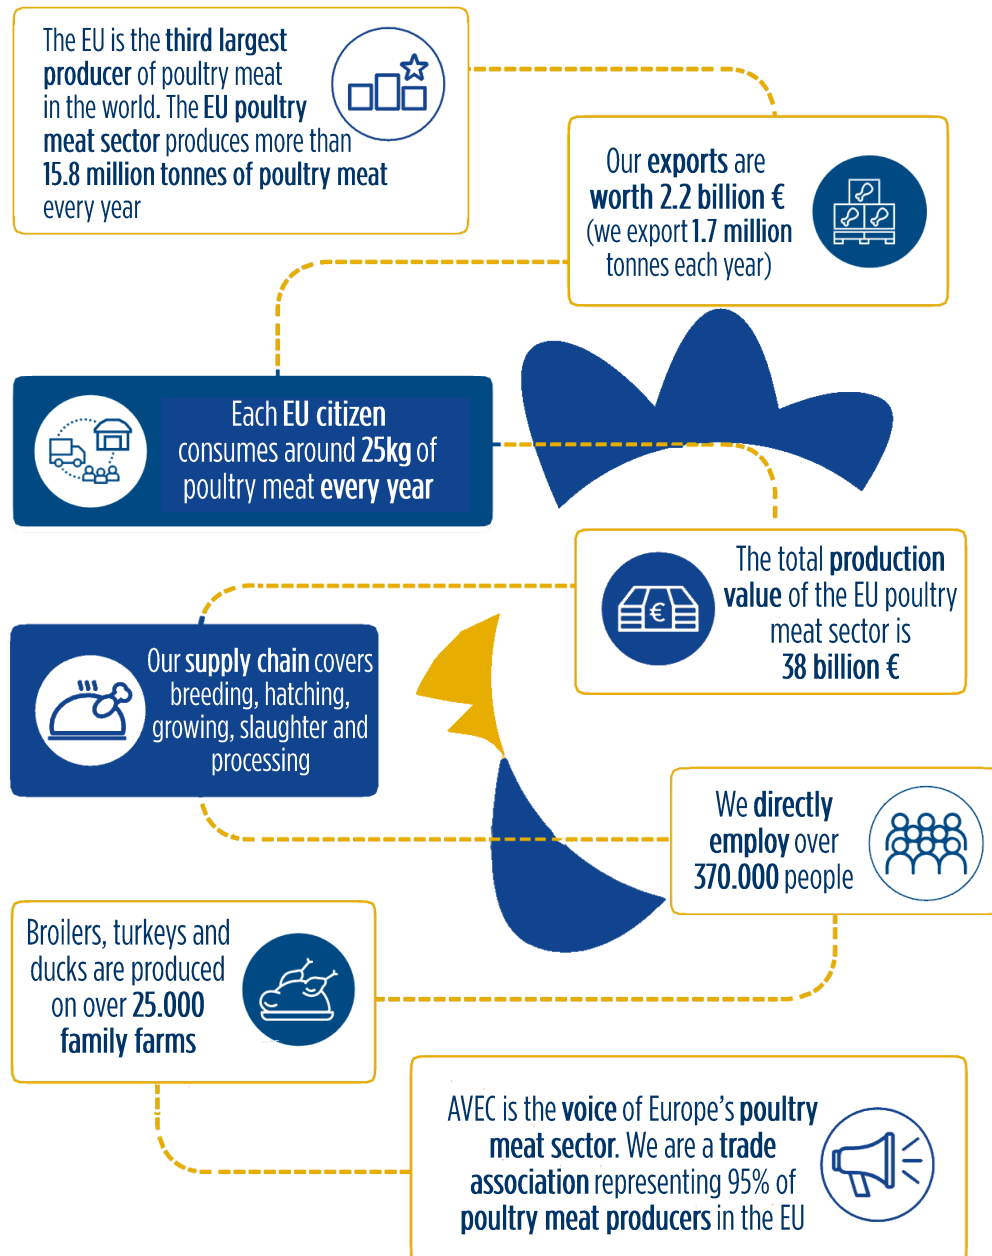 The EU is the third largest
producer of poultry meat
in the world. The EU poultry
meat sector produces more than
15.8 million tonnes of poultry meat
every year
Our exports are
worth 2.2 billion €
(we export 1.7 million
tonnes each year)
Each EU citizen
consumes around 25kg of
poultry meat every year
The total production
value of the EU poultry
meat sector is
38 billion €
€
Our supply chain covers
breeding, hatching,
growing, slaughter and
processing
We directly
employ over
370.000 people
Broilers, turkeys and
ducks are produced
on over 25.000
family farms
AVEC is the voice of Europe's poultry
meat sector. We are a trade
association representing 95% of
poultry meat producers in the EU